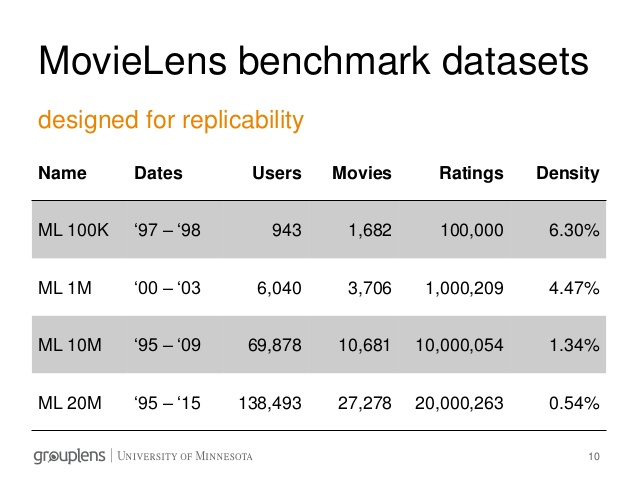 MovieLens benchmark datasets
designed for replicability
Name Dates Users Movies Ratings Density
ML 100K ‘97 – ‘98 943 1,682 100,000 6.30%
ML 1M ‘00 – ‘03 6,040 3,706 1,000,209 4.47%
ML 10M ‘95 – ‘09 69,878 10,681 10,000,054 1.34%
ML 20M ‘95 – ‘15 138,493 27,278 20,000,263 0.54%
grouplens | UNIVERSITY OF MINNESOTA 10